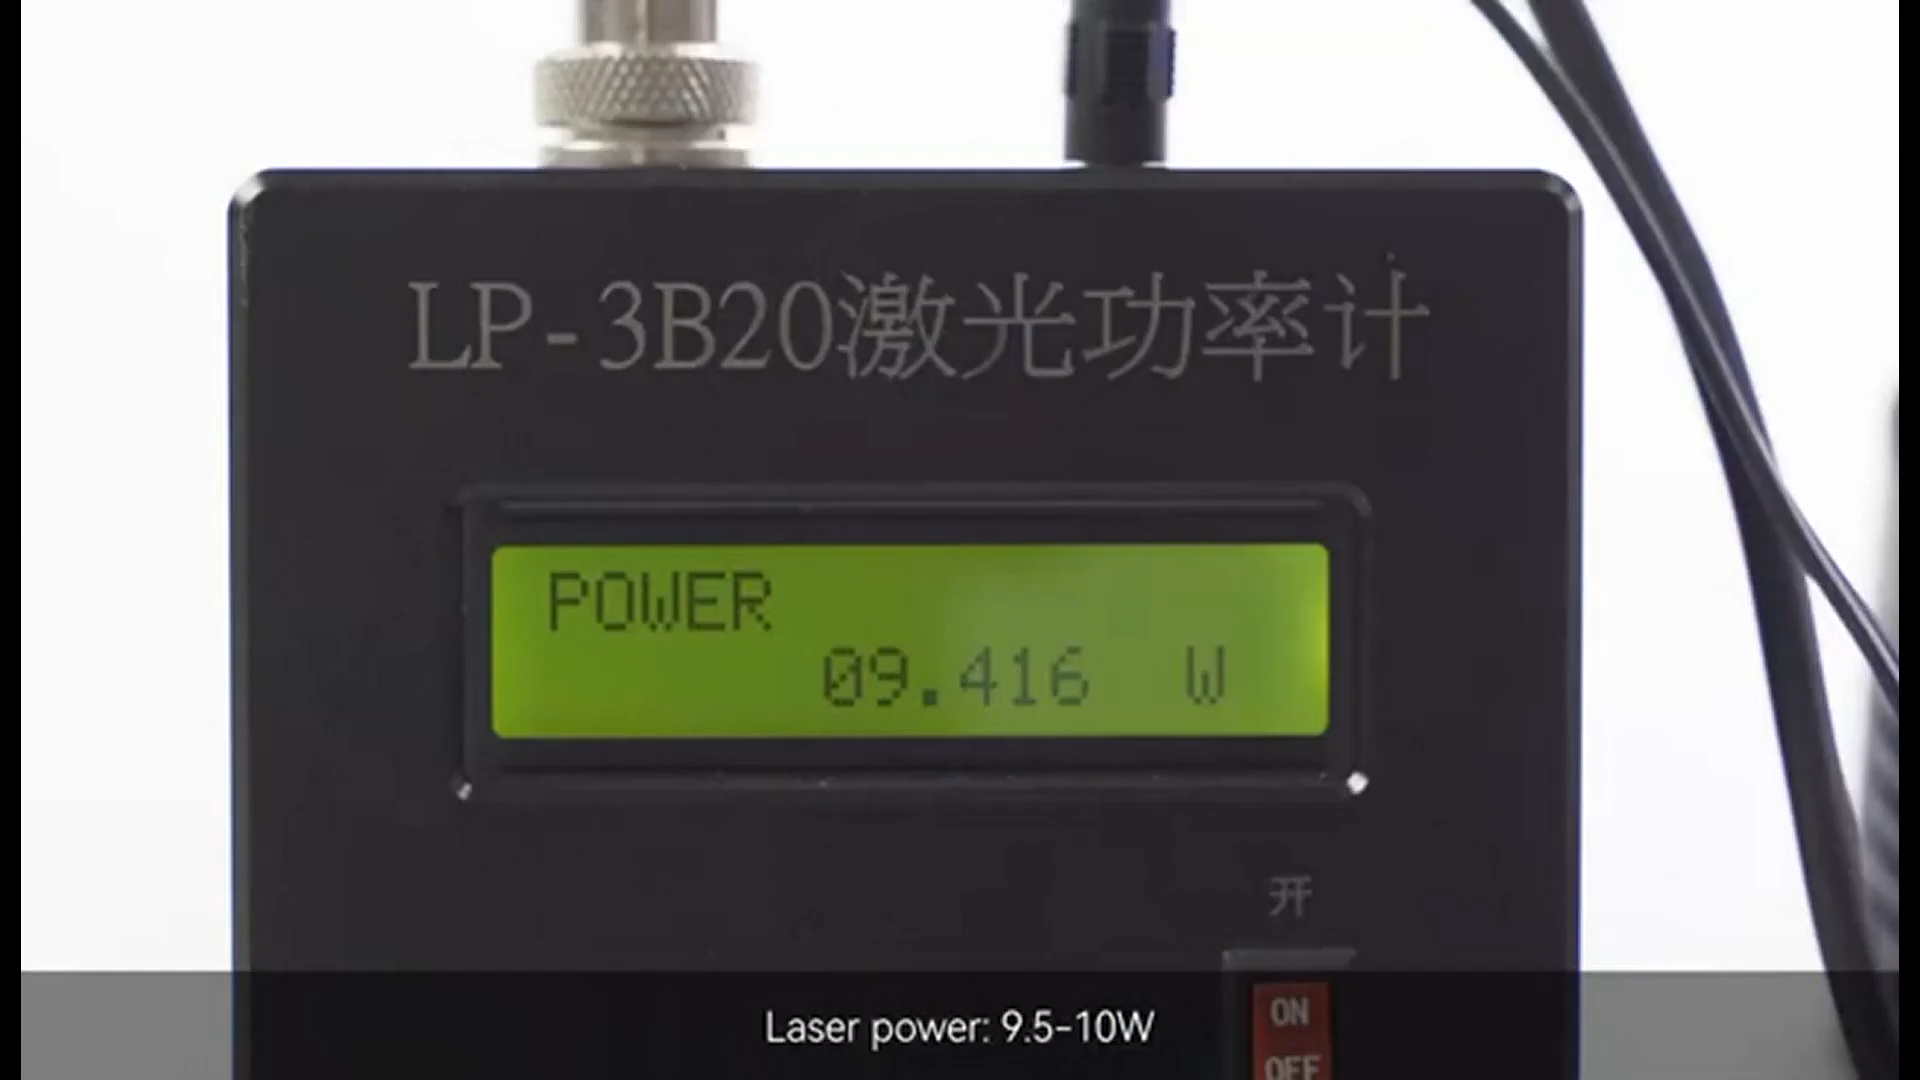 LP-3B20激光功率计
POWER
09.416 W
开
ON
OFF
Laser power: 9.5-10W